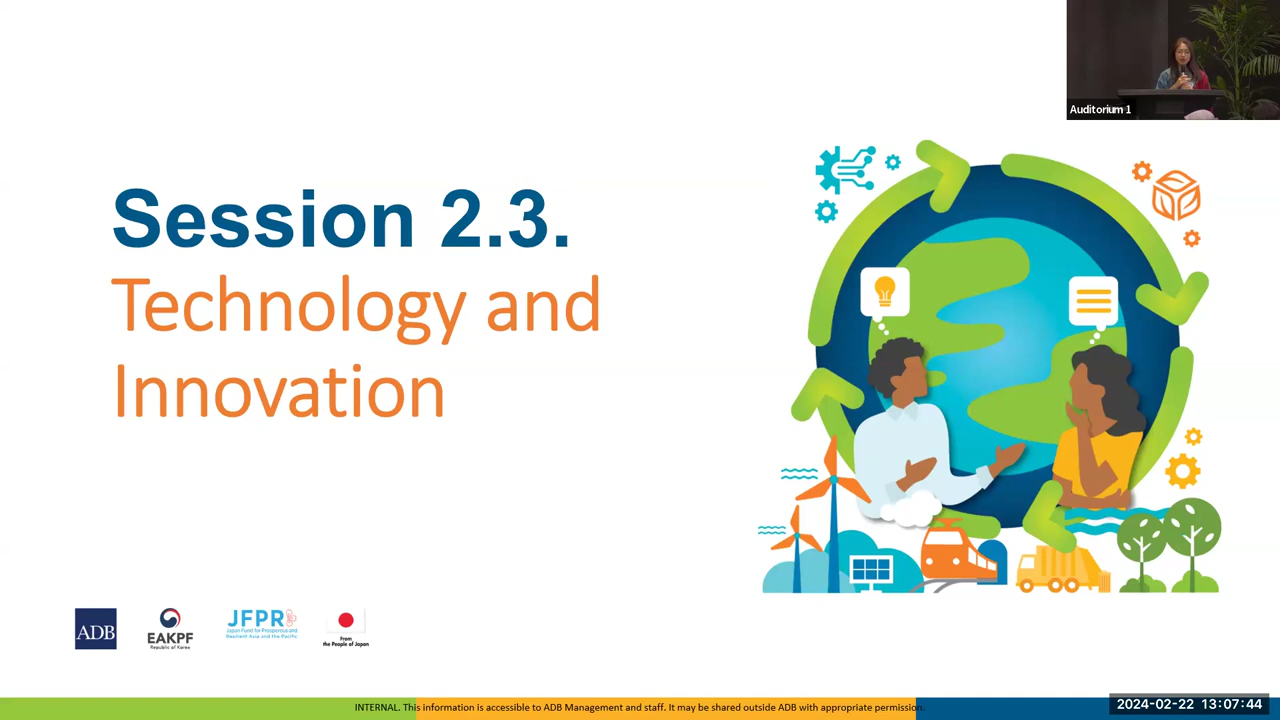 Auditorium 1
Session 2.3.
Technology and
Innovation
ADB
EAKPF
Republic of Korea
JFPR
Japan Fund for Prosperous and
Resilient Asia and the Pacific
From
the People of Japan
INTERNAL. This information is accessible to ADB Management and staff. It may be shared outside ADB with appropriate permission.
2024-02-22 13:07:44